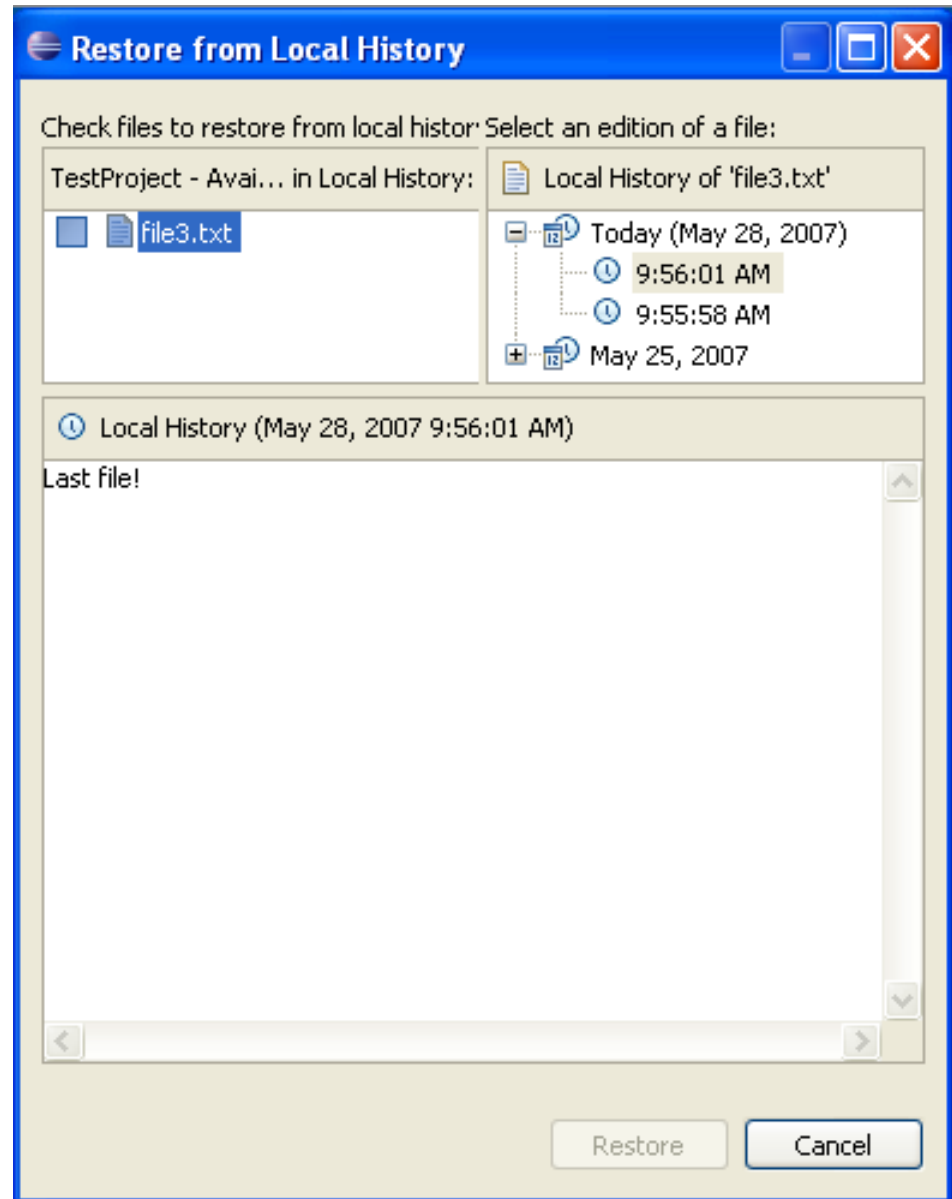 Restore from Local History
Check files to restore from local histor
Select an edition of a file:
TestProject - Avai... in Local History:
Local History of 'file3.txt'
file3.txt
Today (May 28, 2007)
9:56:01 AM
9:55:58 AM
May 25, 2007
Local History (May 28, 2007 9:56:01 AM)
Last file!
Restore
Cancel